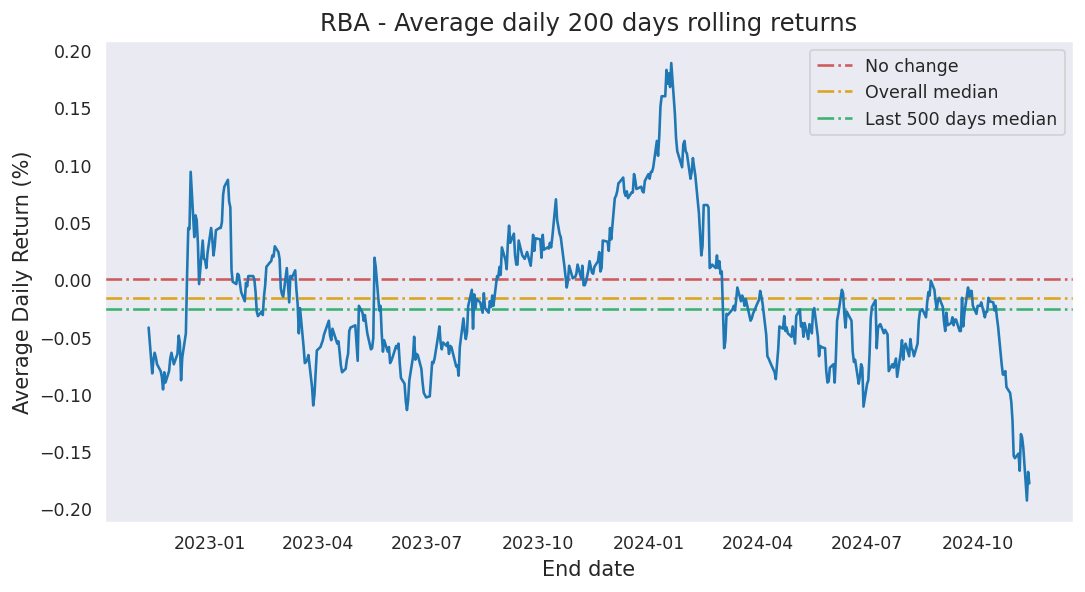 RBA - Average daily 200 days rolling returns
No change
Overall median
Last 500 days median
Average Daily Return (%)
0.20
0.15
0.10
0.05
0.00
−0.05
−0.10
−0.15
−0.20
2023-01 2023-04 2023-07 2023-10 2024-01 2024-04 2024-07 2024-10
End date